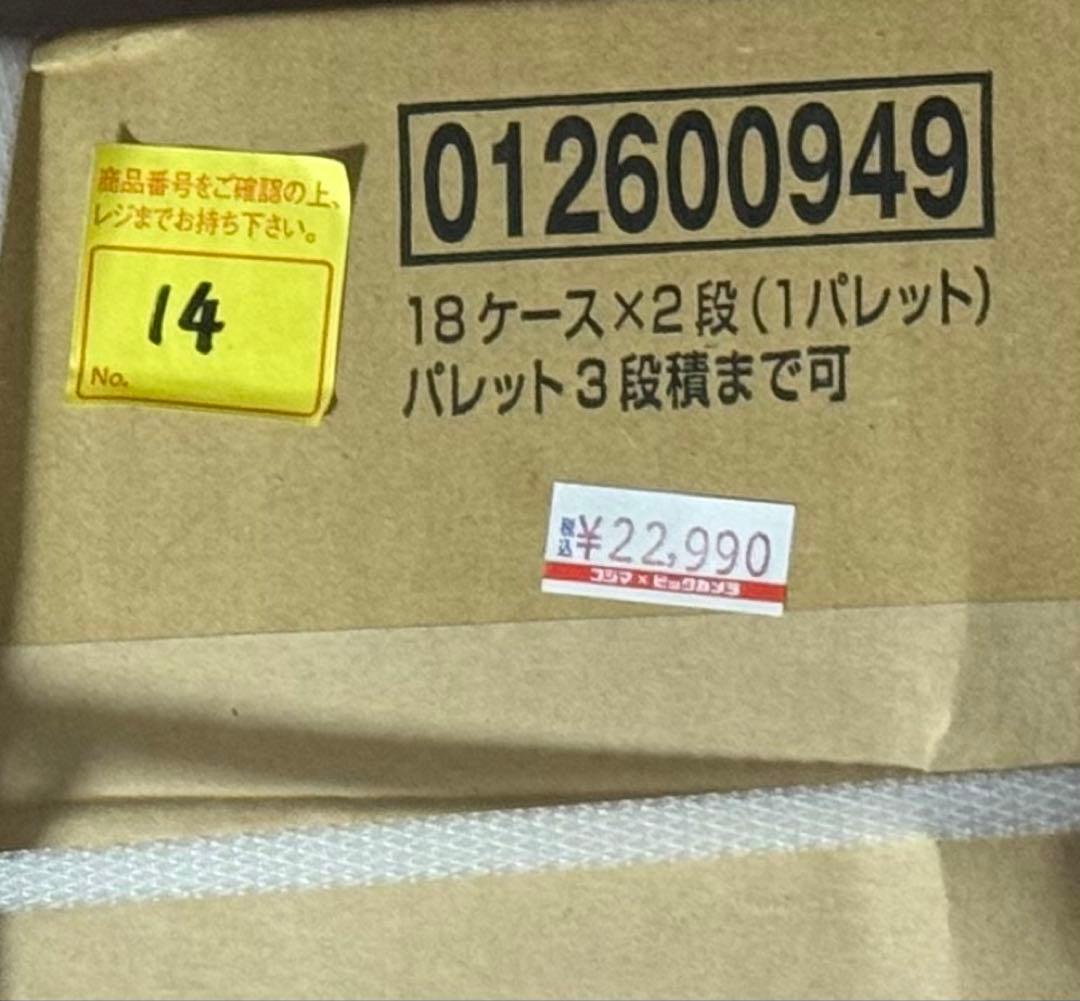 商品番号をご確認の上、
レジまでお持ち下さい。
14
No.
012600949
18ケース×2段(1パレット)
パレット3段積まで可
税込 ¥22,990
コジマ×ビックカメラ